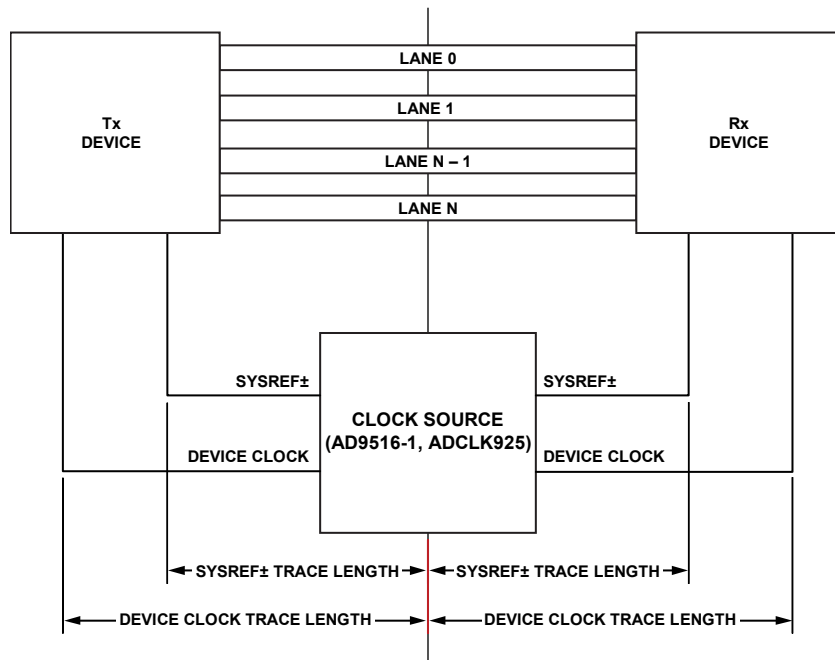 LANE 0
LANE 1
Tx
DEVICE
Rx
DEVICE
LANE N – 1
LANE N
SYSREF±
SYSREF±
CLOCK SOURCE
(AD9516-1, ADCLK925)
DEVICE CLOCK
DEVICE CLOCK
SYSREF± TRACE LENGTH
SYSREF± TRACE LENGTH
DEVICE CLOCK TRACE LENGTH
DEVICE CLOCK TRACE LENGTH